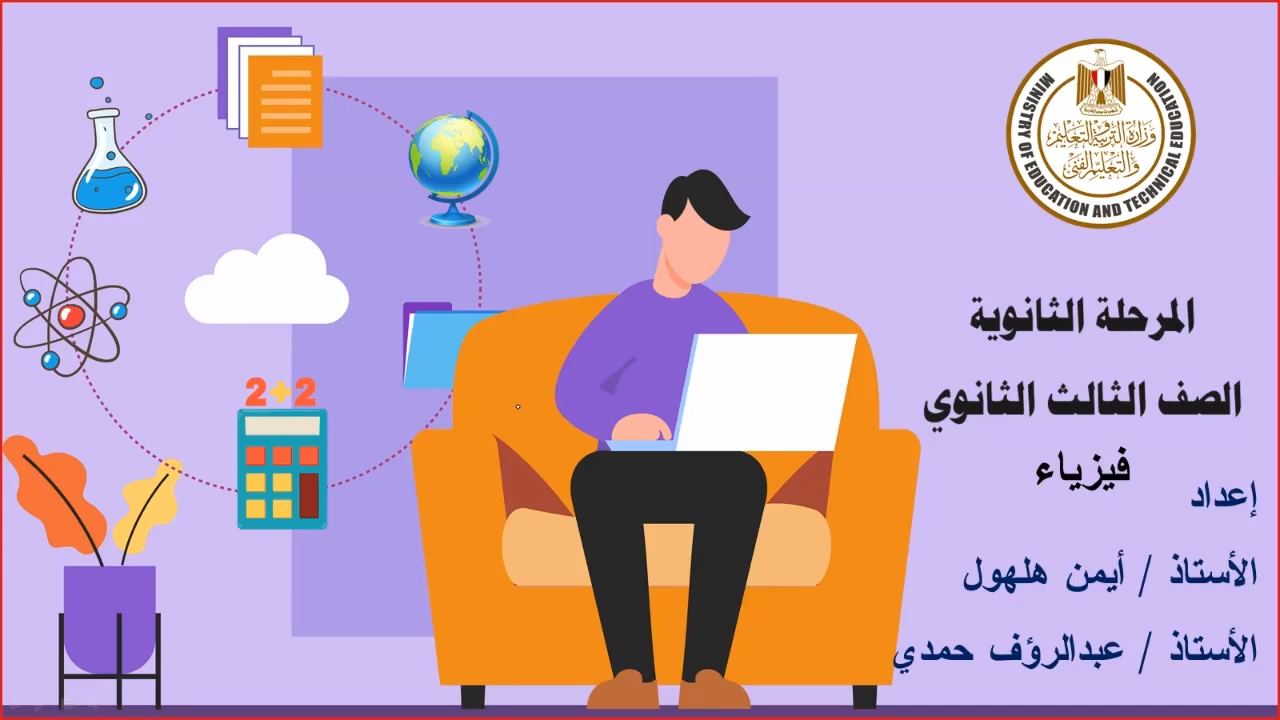 MINISTRY OF EDUCATION AND TECHNICAL EDUCATION
وزارة التربية والتعليم
والتعليم الفني
المرحلة الثانوية
الصف الثالث الثانوي
فيزياء
إعداد
الأستاذ / أيمن هلهول
الأستاذ / عبدالرؤف حمدي
2+2